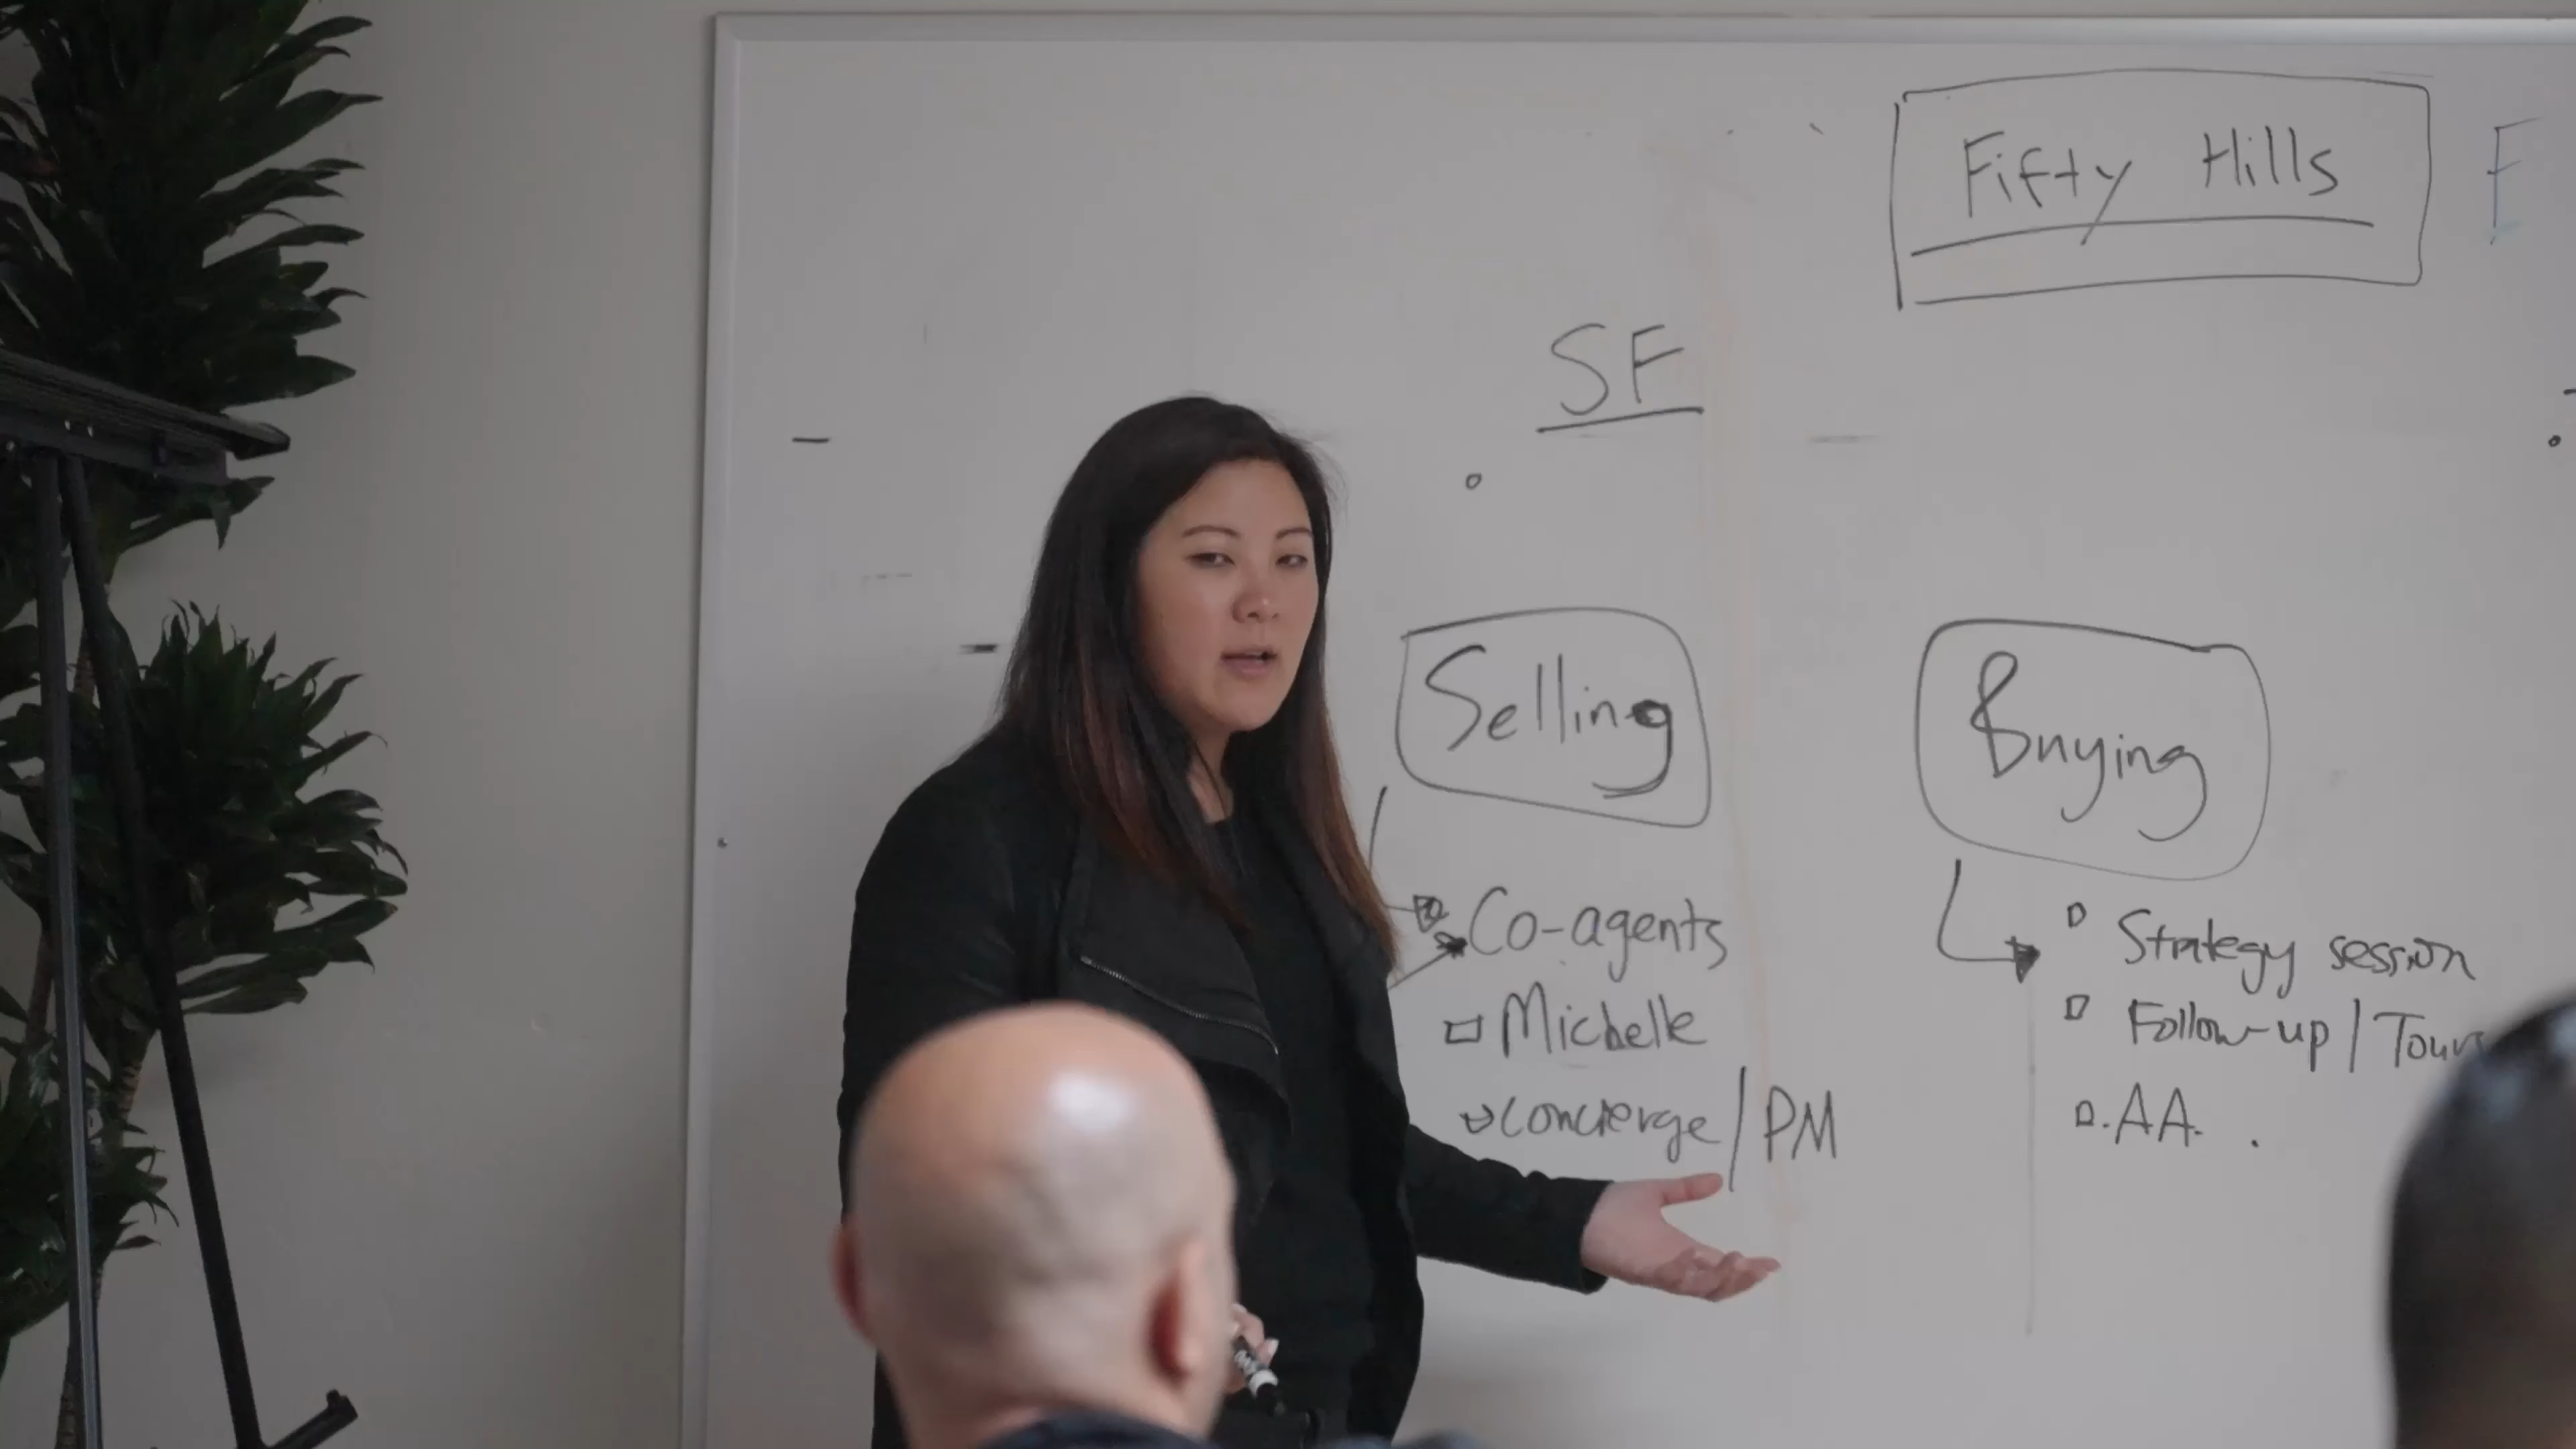 Fifty Hills
SF
Selling
Co-agents
Michelle
Concierge/PM
Buying
Strategy session
Follow-up/Tours
AA.